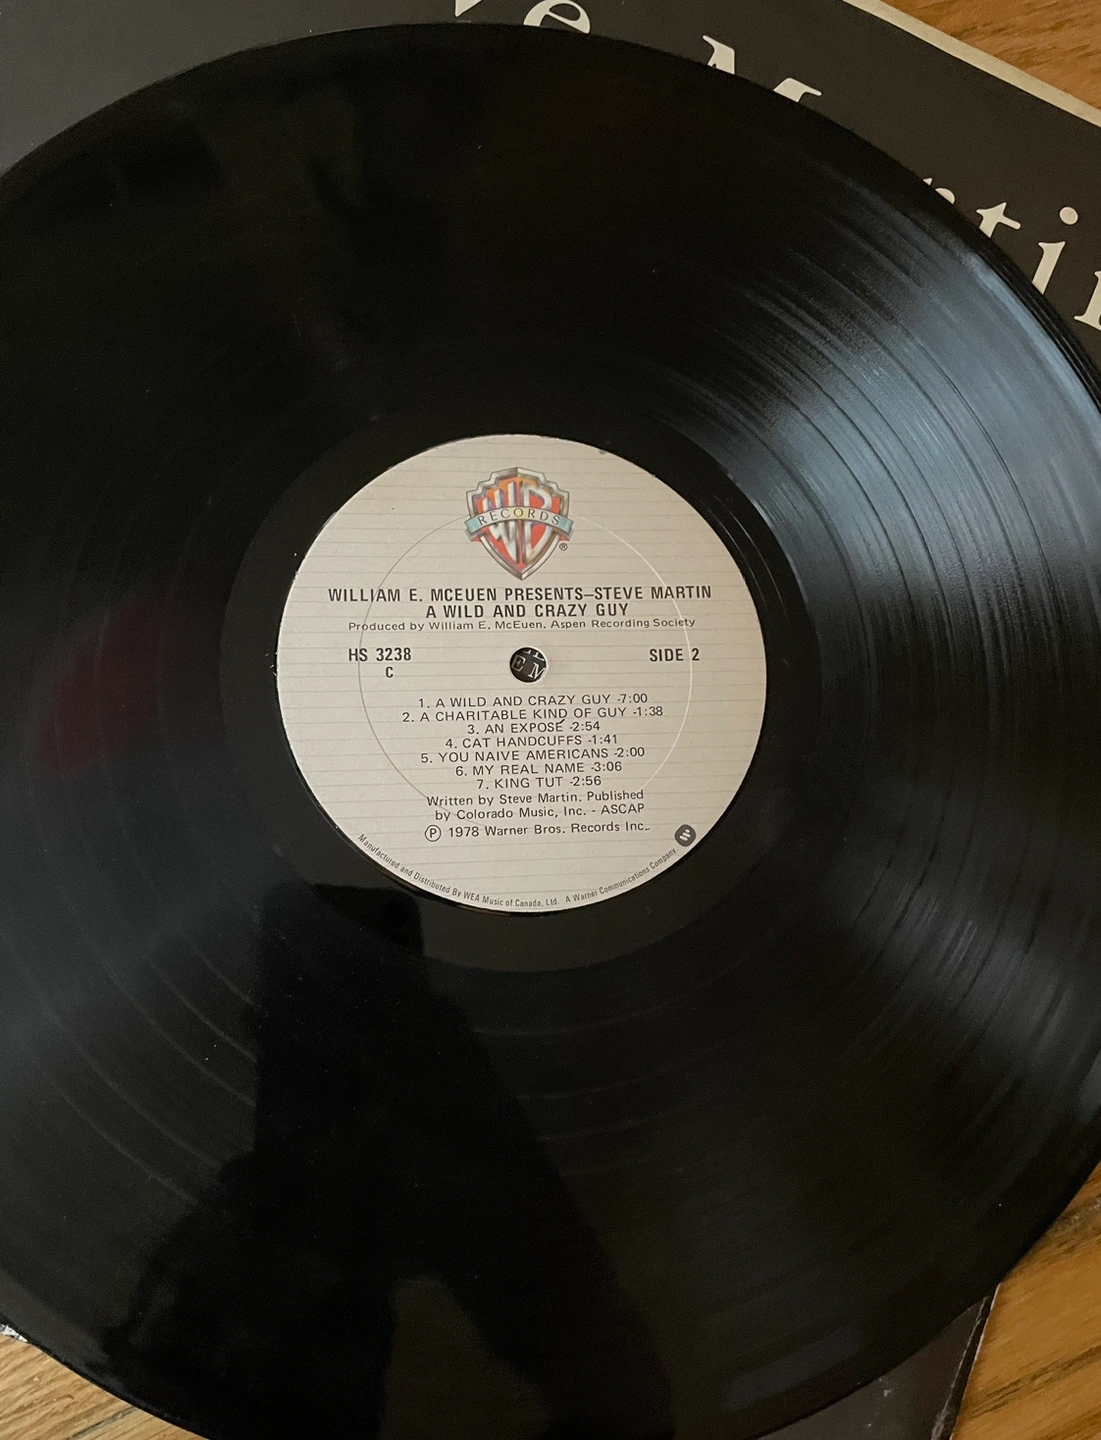 ve M
rtin
WB
RECORDS
®
WILLIAM E. MCEUEN PRESENTS—STEVE MARTIN
A WILD AND CRAZY GUY
Produced by William E. McEuen. Aspen Recording Society
HS 3238 SIDE 2
C
E M
1. A WILD AND CRAZY GUY -7:00
2. A CHARITABLE KIND OF GUY -1:38
3. AN EXPOSÉ -2:54
4. CAT HANDCUFFS -1:41
5. YOU NAIVE AMERICANS -2:00
6. MY REAL NAME -3:06
7. KING TUT -2:56
Written by Steve Martin. Published
by Colorado Music, Inc. - ASCAP
Ⓟ 1978 Warner Bros. Records Inc..
Manufactured and Distributed By WEA Music of Canada, Ltd. A Warner Communications Company.